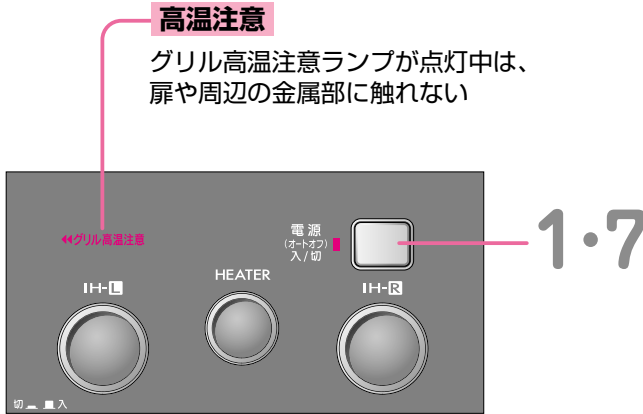 高温注意
グリル高温注意ランプが点灯中は、
扉や周辺の金属部に触れない
グリル高温注意
電源
(オートオフ)
入/切
1・7
IH-L
HEATER
IH-R
切 入